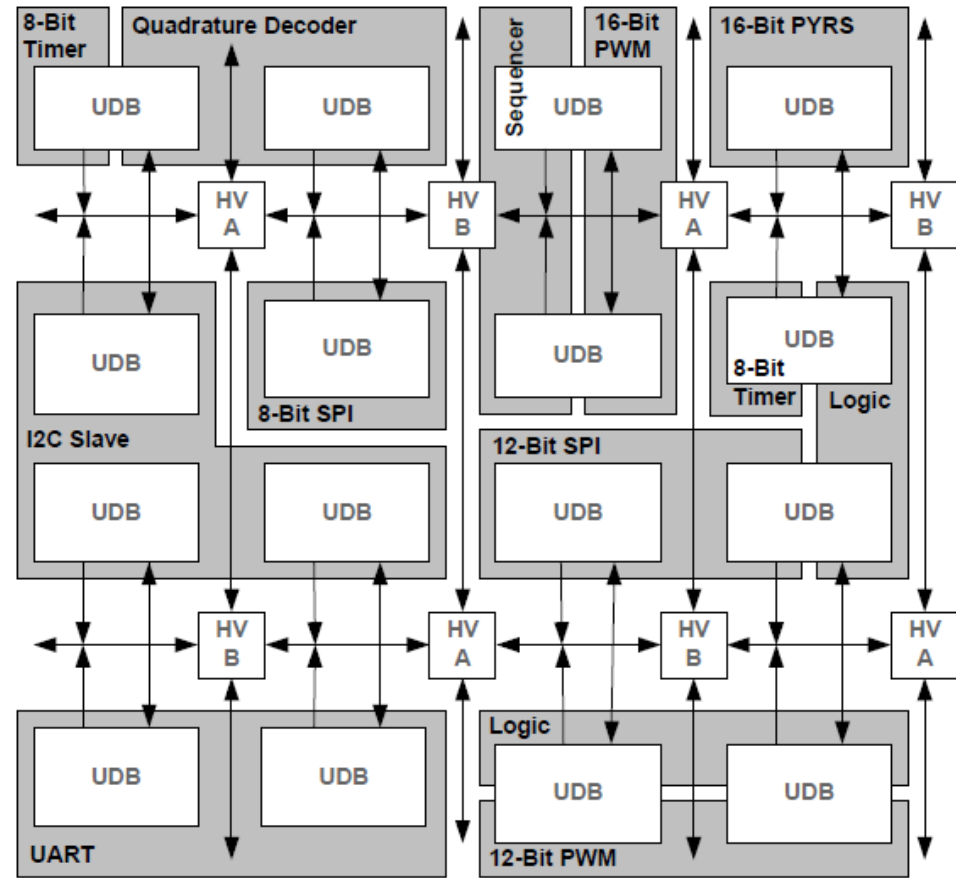 8-Bit
Timer
Quadrature Decoder
Sequencer
16-Bit
PWM
16-Bit PYRS
UDB
UDB
UDB
UDB
HV
A
HV
B
HV
A
HV
B
UDB
UDB
UDB
UDB
8-Bit
Timer
8-Bit SPI
Logic
I2C Slave
12-Bit SPI
UDB
UDB
UDB
UDB
HV
B
HV
A
HV
B
HV
A
Logic
UDB
UDB
UDB
UDB
UART
12-Bit PWM